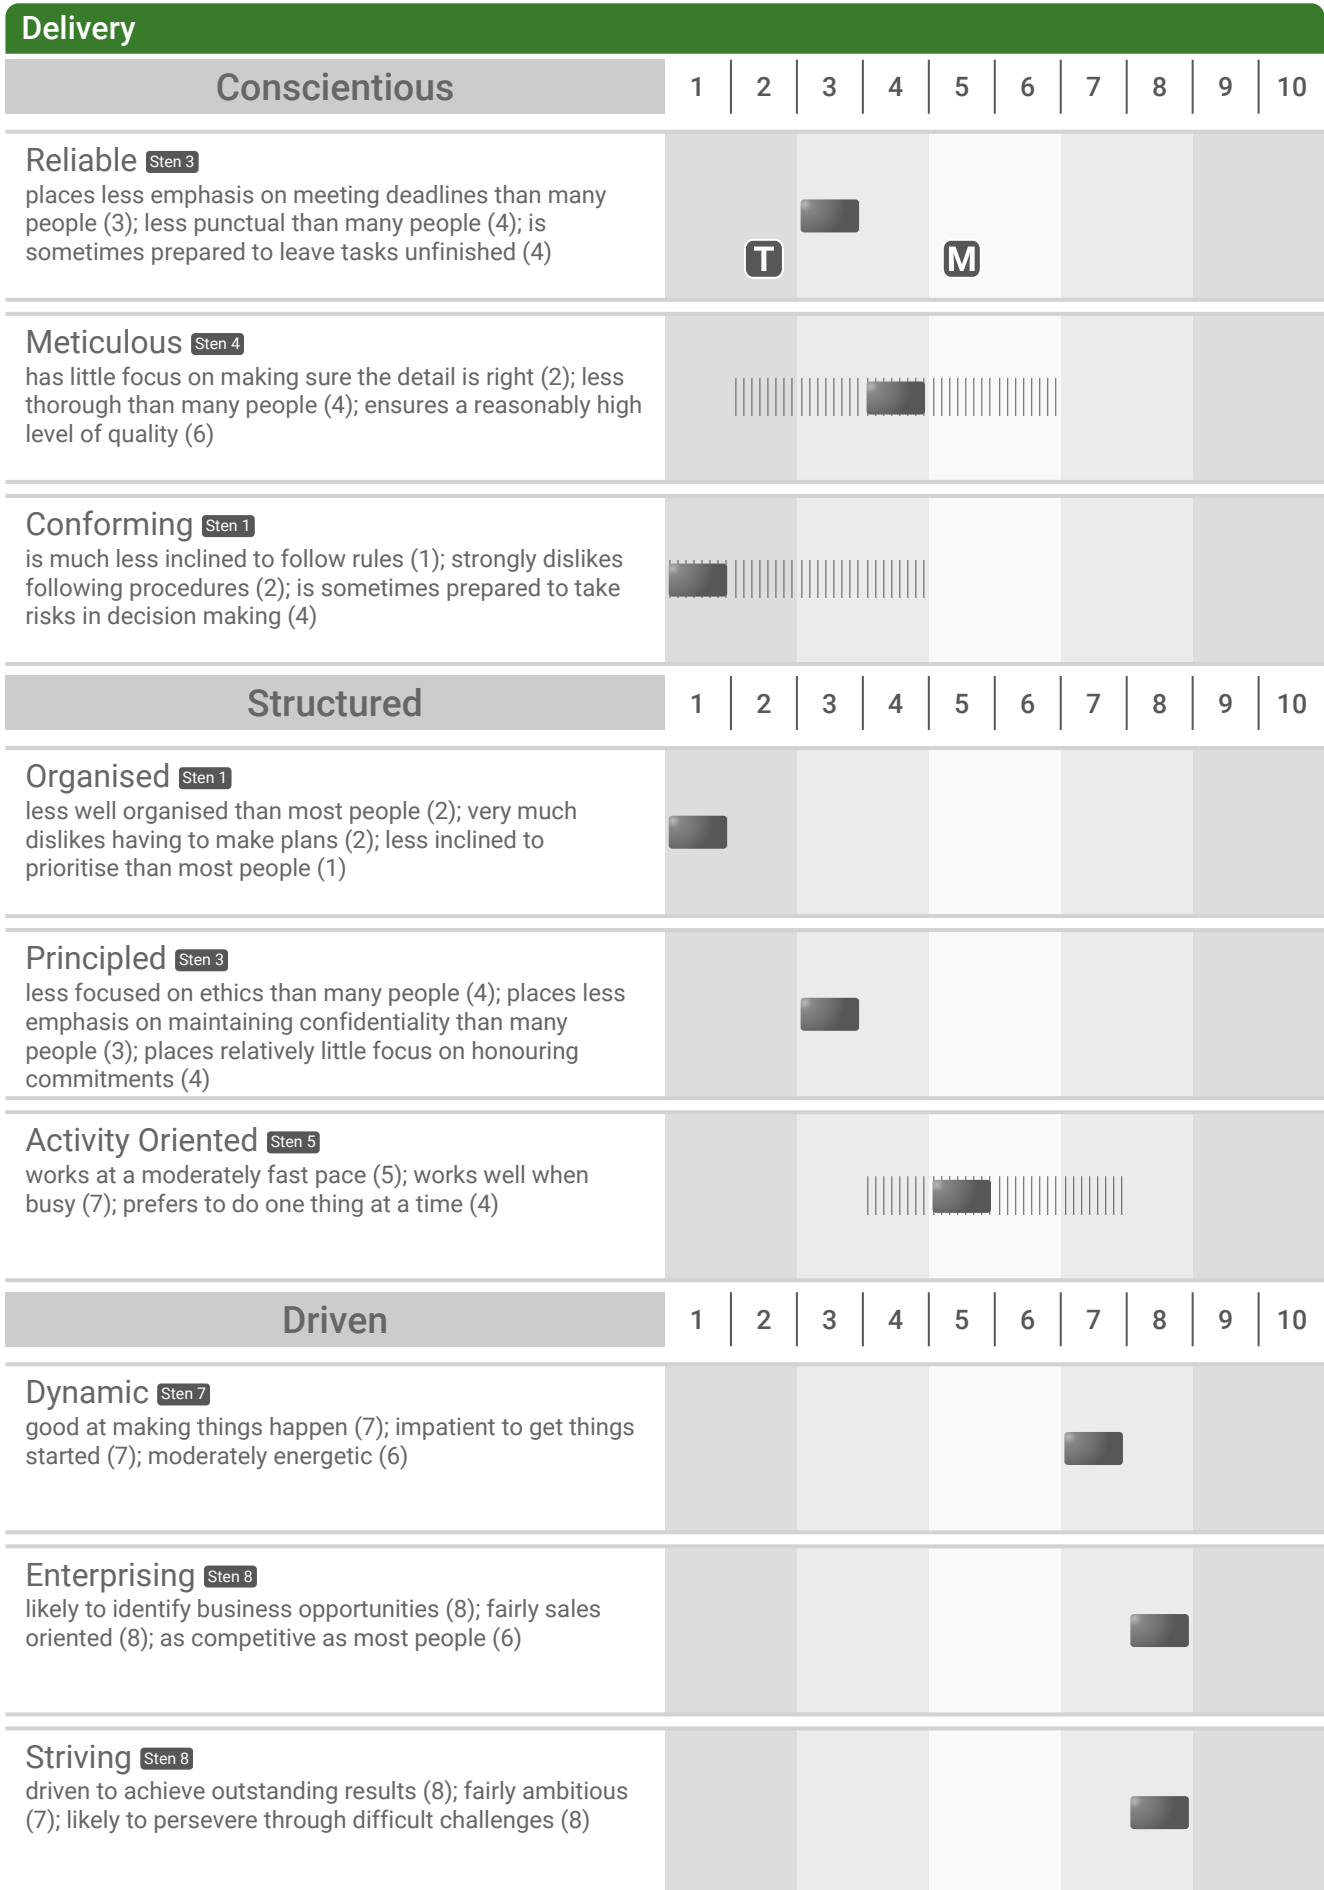 Delivery
Conscientious 1 2 3 4 5 6 7 8 9 10
Reliable Sten 3
places less emphasis on meeting deadlines than many
people (3); less punctual than many people (4); is
sometimes prepared to leave tasks unfinished (4)
T M
Meticulous Sten 4
has little focus on making sure the detail is right (2); less
thorough than many people (4); ensures a reasonably high
level of quality (6)
Conforming Sten 1
is much less inclined to follow rules (1); strongly dislikes
following procedures (2); is sometimes prepared to take
risks in decision making (4)
Structured 1 2 3 4 5 6 7 8 9 10
Organised Sten 1
less well organised than most people (2); very much
dislikes having to make plans (2); less inclined to
prioritise than most people (1)
Principled Sten 3
less focused on ethics than many people (4); places less
emphasis on maintaining confidentiality than many
people (3); places relatively little focus on honouring
commitments (4)
Activity Oriented Sten 5
works at a moderately fast pace (5); works well when
busy (7); prefers to do one thing at a time (4)
Driven 1 2 3 4 5 6 7 8 9 10
Dynamic Sten 7
good at making things happen (7); impatient to get things
started (7); moderately energetic (6)
Enterprising Sten 8
likely to identify business opportunities (8); fairly sales
oriented (8); as competitive as most people (6)
Striving Sten 8
driven to achieve outstanding results (8); fairly ambitious
(7); likely to persevere through difficult challenges (8)